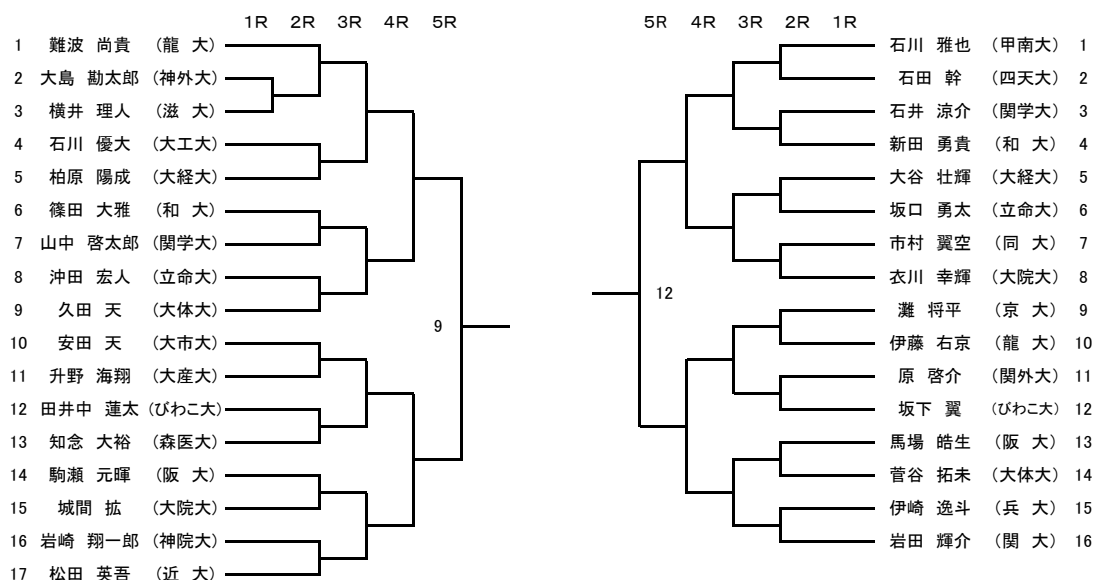 1R 2R 3R 4R 5R
1 難波 尚貴 (龍 大)
2 大島 勘太郎 (神外大)
3 横井 理人 (滋 大)
4 石川 優大 (大工大)
5 柏原 陽成 (大経大)
6 篠田 大雅 (和 大)
7 山中 啓太郎 (関学大)
8 沖田 宏人 (立命大)
9 久田 天 (大体大)
9
10 安田 天 (大市大)
11 升野 海翔 (大産大)
12 田井中 蓮太 (びわこ大)
13 知念 大裕 (森医大)
14 駒瀬 元暉 (阪 大)
15 城間 拡 (大院大)
16 岩崎 翔一郎 (神院大)
17 松田 英吾 (近 大)
5R 4R 3R 2R 1R
石川 雅也 (甲南大) 1
石田 幹 (四天大) 2
石井 涼介 (関学大) 3
新田 勇貴 (和 大) 4
大谷 壮輝 (大経大) 5
坂口 勇太 (立命大) 6
市村 翼空 (同 大) 7
衣川 幸輝 (大院大) 8
12
灘 将平 (京 大) 9
伊藤 右京 (龍 大) 10
原 啓介 (関外大) 11
坂下 翼 (びわこ大) 12
馬場 皓生 (阪 大) 13
菅谷 拓未 (大体大) 14
伊崎 逸斗 (兵 大) 15
岩田 輝介 (関 大) 16